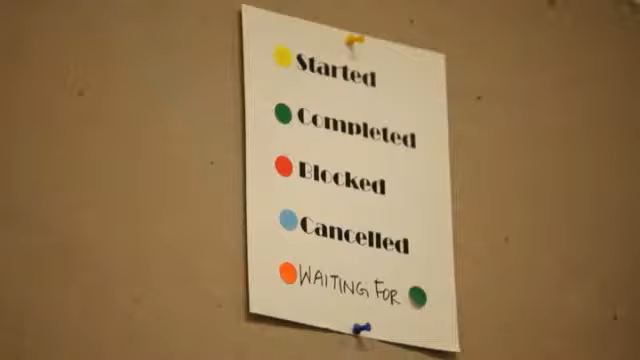 Started
Completed
Blocked
Cancelled
WAITING FOR